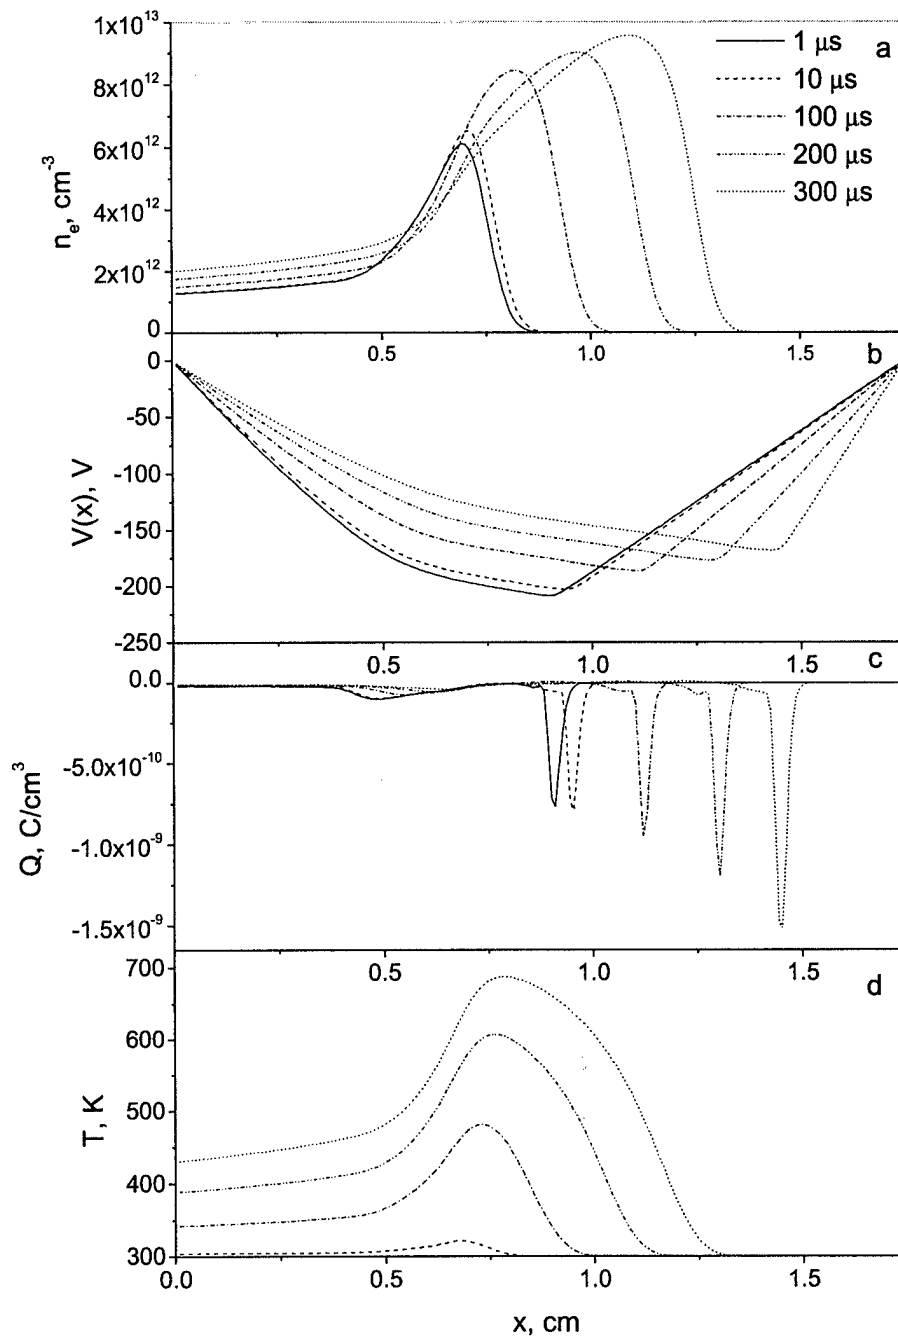 1x10¹³
8x10¹²
6x10¹²
4x10¹²
2x10¹²
0
nₑ, cm⁻³
1 μs
10 μs
100 μs
200 μs
300 μs
a
0.5
1.0
1.5
b
0
-50
-100
-150
-200
-250
V(x), V
0.5
1.0
1.5
c
0.0
-5.0x10⁻¹⁰
-1.0x10⁻⁹
-1.5x10⁻⁹
Q, C/cm³
0.5
1.0
1.5
d
700
600
500
400
300
T, K
0.0
0.5
1.0
1.5
x, cm